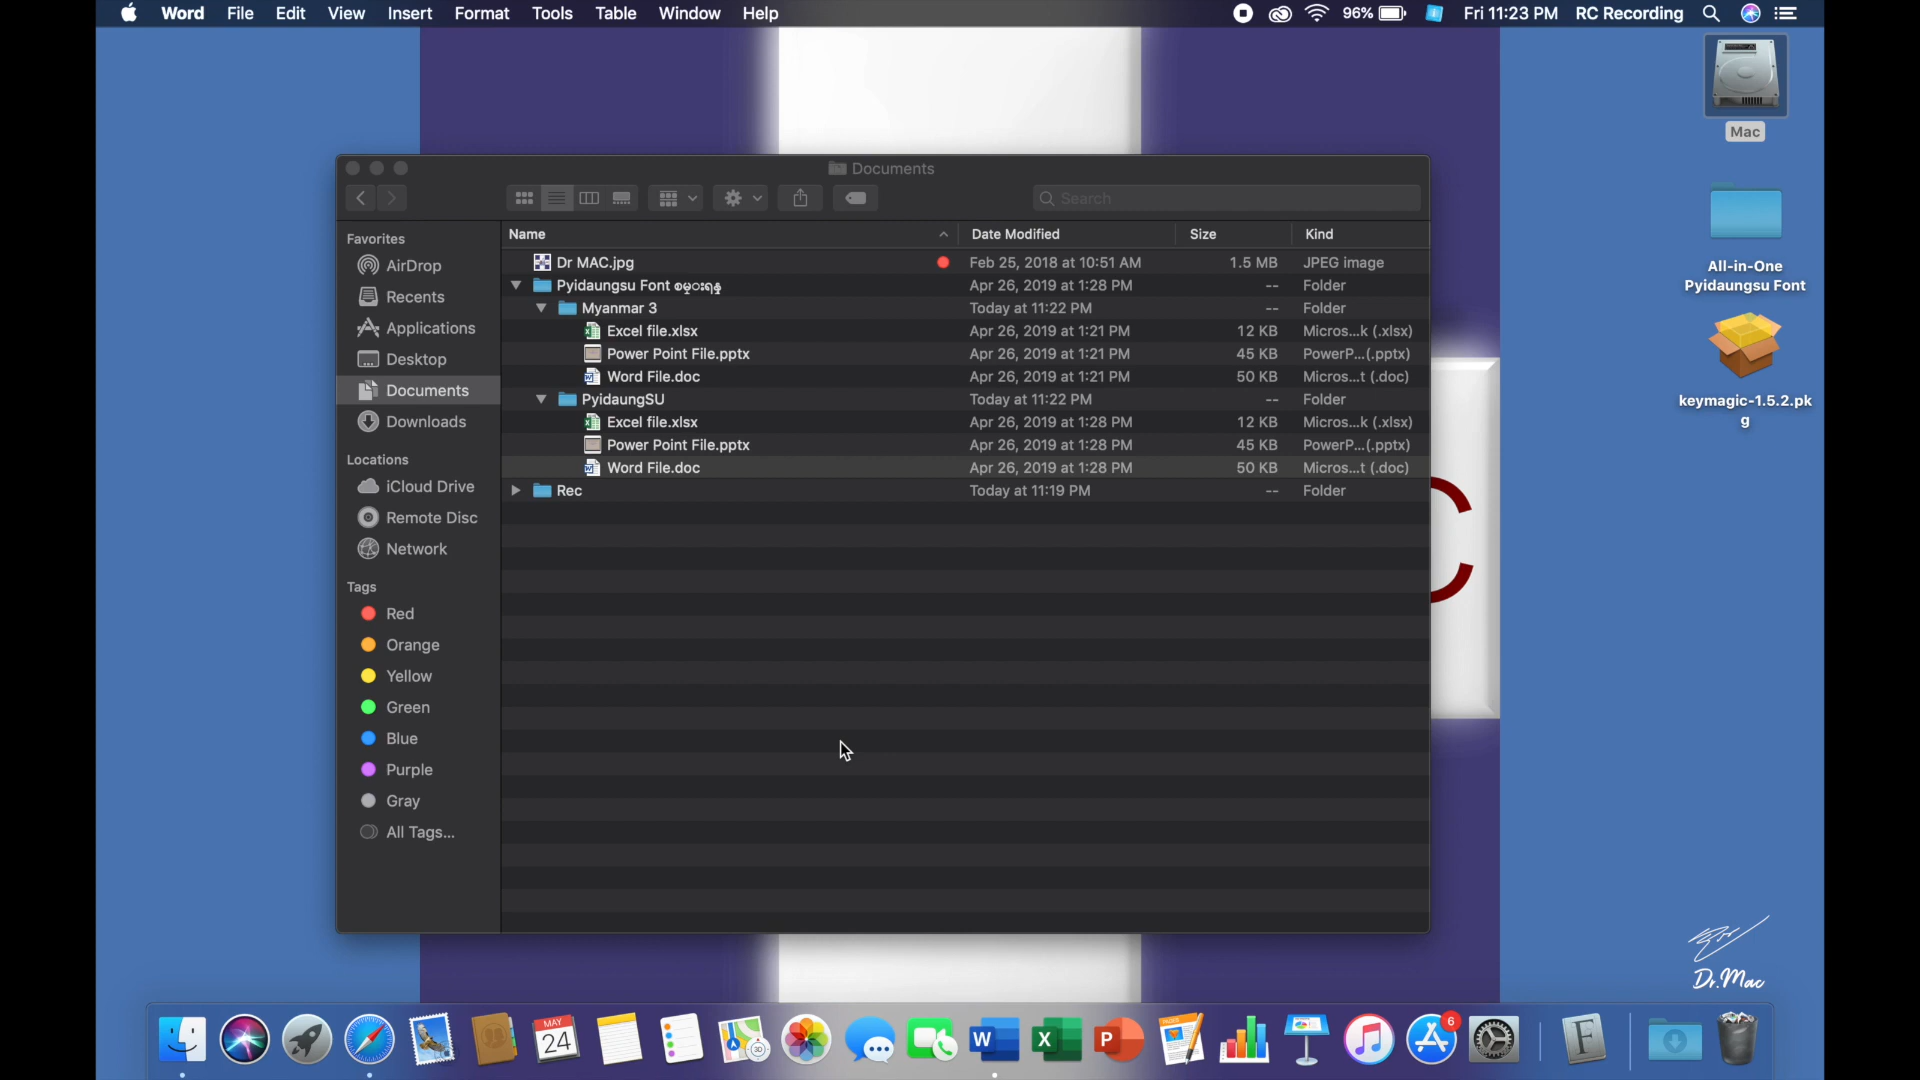 Word File Edit View Insert Format Tools Table Window Help 96% Fri 11:23 PM RC Recording
Mac
All-in-One
Pyidaungsu Font
keymagic-1.5.2.pk
g
Documents
Search
Favorites
AirDrop
Recents
Applications
Desktop
Documents
Downloads
Locations
iCloud Drive
Remote Disc
Network
Tags
Red
Orange
Yellow
Green
Blue
Purple
Gray
All Tags...
Name Date Modified Size Kind
Dr MAC.jpg Feb 25, 2018 at 10:51 AM 1.5 MB JPEG image
Pyidaungsu Font Apr 26, 2019 at 1:28 PM -- Folder
Myanmar 3 Today at 11:22 PM -- Folder
Excel file.xlsx Apr 26, 2019 at 1:21 PM 12 KB Micros...k (.xlsx)
Power Point File.pptx Apr 26, 2019 at 1:21 PM 45 KB PowerP...(.pptx)
Word File.doc Apr 26, 2019 at 1:21 PM 50 KB Micros...t (.doc)
PyidaungSU Today at 11:22 PM -- Folder
Excel file.xlsx Apr 26, 2019 at 1:28 PM 12 KB Micros...k (.xlsx)
Power Point File.pptx Apr 26, 2019 at 1:28 PM 45 KB PowerP...(.pptx)
Word File.doc Apr 26, 2019 at 1:28 PM 50 KB Micros...t (.doc)
Rec Today at 11:19 PM -- Folder
C
Dr.Mac
MAY
24
3D
W
X
P
6
F